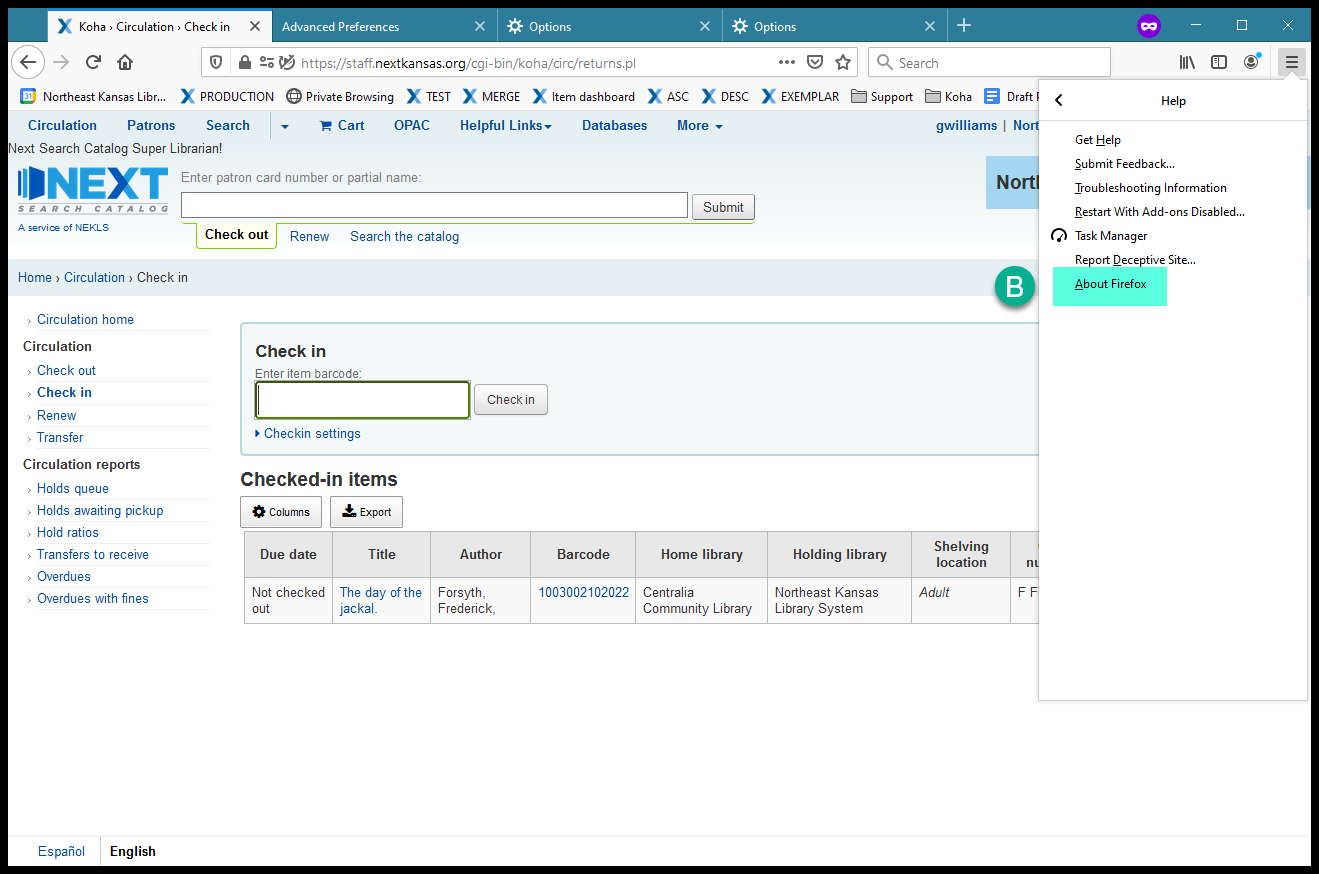 Koha › Circulation › Check in
Advanced Preferences
Options
Options
https://staff.nextkansas.org/cgi-bin/koha/circ/returns.pl
Search
31 Northeast Kansas Libr...
PRODUCTION
Private Browsing
TEST
MERGE
Item dashboard
ASC
DESC
EXEMPLAR
Support
Koha
Draft
Circulation
Patrons
Search
Cart
OPAC
Helpful Links
Databases
More
gwilliams | Nort
Next Search Catalog Super Librarian!
NEXT
SEARCH CATALOG
A service of NEKLS
Enter patron card number or partial name:
Submit
Check out
Renew
Search the catalog
North
Home › Circulation › Check in
› Circulation home
Circulation
› Check out
› Check in
› Renew
› Transfer
Circulation reports
› Holds queue
› Holds awaiting pickup
› Hold ratios
› Transfers to receive
› Overdues
› Overdues with fines
Check in
Enter item barcode:
Check in
Checkin settings
Checked-in items
Columns
Export
Due date
Title
Author
Barcode
Home library
Holding library
Shelving
location
Not checked
out
The day of the
jackal.
Forsyth,
Frederick,
1003002102022
Centralia
Community Library
Northeast Kansas
Library System
Adult
F
Help
Get Help
Submit Feedback...
Troubleshooting Information
Restart With Add-ons Disabled...
Task Manager
Report Deceptive Site...
B
About Firefox
Español
English